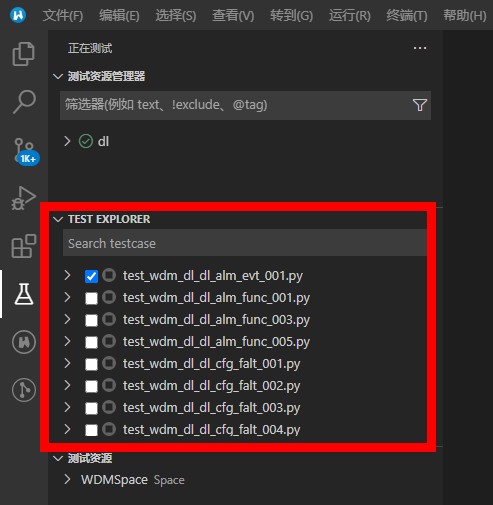 文件(F) 编辑(E) 选择(S) 查看(V) 转到(G) 运行(R) 终端(T) 帮助(H)
正在测试
测试资源管理器
筛选器(例如 text、!exclude、@tag)
dl
1K+
TEST EXPLORER
Search testcase
test_wdm_dl_dl_alm_evt_001.py
test_wdm_dl_dl_alm_func_001.py
test_wdm_dl_dl_alm_func_003.py
test_wdm_dl_dl_alm_func_005.py
test_wdm_dl_dl_cfg_falt_001.py
test_wdm_dl_dl_cfg_falt_002.py
test_wdm_dl_dl_cfg_falt_003.py
test_wdm_dl_dl_cfg_falt_004.py
测试资源
WDMSpace Space